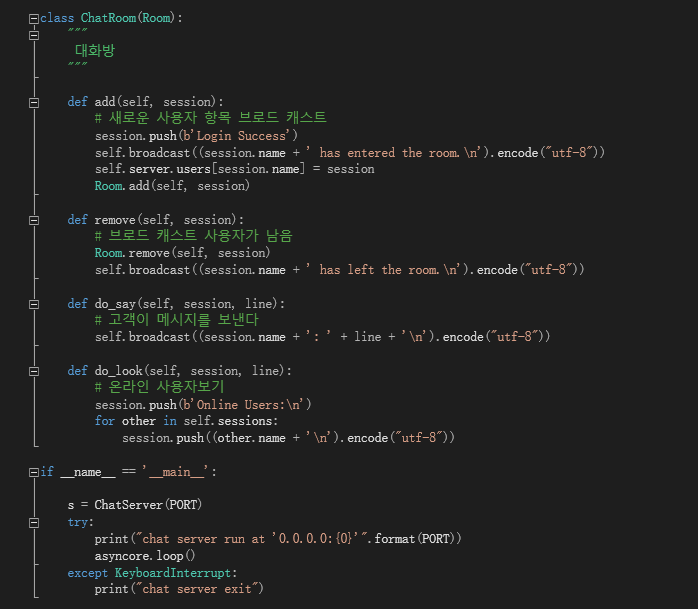 class ChatRoom(Room):
    """
     대화방
    """

    def add(self, session):
        # 새로운 사용자 항목 브로드 캐스트
        session.push(b'Login Success')
        self.broadcast((session.name + ' has entered the room.\n').encode("utf-8"))
        self.server.users[session.name] = session
        Room.add(self, session)

    def remove(self, session):
        # 브로드 캐스트 사용자가 남음
        Room.remove(self, session)
        self.broadcast((session.name + ' has left the room.\n').encode("utf-8"))

    def do_say(self, session, line):
        # 고객이 메시지를 보낸다
        self.broadcast((session.name + ': ' + line + '\n').encode("utf-8"))

    def do_look(self, session, line):
        # 온라인 사용자보기
        session.push(b'Online Users:\n')
        for other in self.sessions:
            session.push((other.name + '\n').encode("utf-8"))

if __name__ == '__main__':

    s = ChatServer(PORT)
    try:
        print("chat server run at '0.0.0.0:{0}'".format(PORT))
        asyncore.loop()
    except KeyboardInterrupt:
        print("chat server exit")